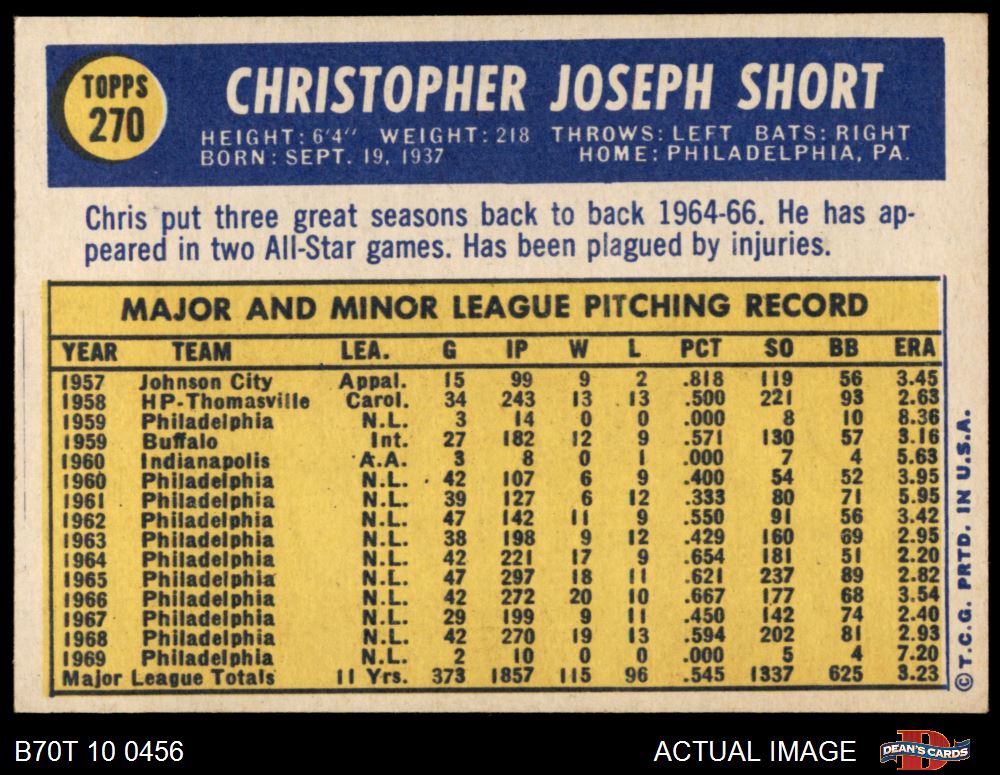 TOPPS
270
CHRISTOPHER JOSEPH SHORT
HEIGHT: 6'4" WEIGHT: 218 THROWS: LEFT BATS: RIGHT
BORN: SEPT. 19, 1937 HOME: PHILADELPHIA, PA.
Chris put three great seasons back to back 1964-66. He has ap-
peared in two All-Star games. Has been plagued by injuries.
MAJOR AND MINOR LEAGUE PITCHING RECORD
YEAR TEAM LEA. G IP W L PCT SO BB ERA
1957 Johnson City Appal. 15 99 9 2 .818 119 56 3.45
1958 HP-Thomasville Carol. 34 243 13 13 .500 221 93 2.63
1959 Philadelphia N.L. 3 14 0 0 .000 8 10 8.36
1959 Buffalo Int. 27 182 12 9 .571 130 57 3.16
1960 Indianapolis A.A. 3 8 0 1 .000 7 4 5.63
1960 Philadelphia N.L. 42 107 6 9 .400 54 52 3.95
1961 Philadelphia N.L. 39 127 6 12 .333 80 71 5.95
1962 Philadelphia N.L. 47 142 11 9 .550 91 56 3.42
1963 Philadelphia N.L. 38 198 9 12 .429 160 69 2.95
1964 Philadelphia N.L. 42 221 17 9 .654 181 51 2.20
1965 Philadelphia N.L. 47 297 18 11 .621 237 89 2.82
1966 Philadelphia N.L. 42 272 20 10 .667 177 68 3.54
1967 Philadelphia N.L. 29 199 9 11 .450 142 74 2.40
1968 Philadelphia N.L. 42 270 19 13 .594 202 81 2.93
1969 Philadelphia N.L. 2 10 0 0 .000 5 4 7.20
Major League Totals 11 Yrs. 373 1857 115 96 .545 1337 625 3.23
©T.C.G. PRTD. IN U.S.A.
B70T 10 0456 ACTUAL IMAGE
DEAN'S CARDS